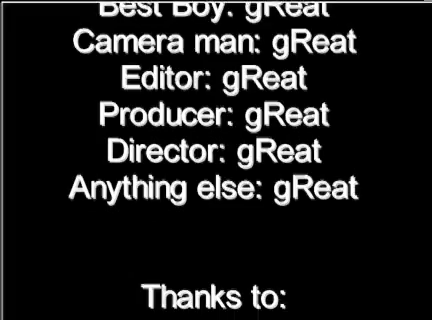 Best Boy: gReat
Camera man: gReat
Editor: gReat
Producer: gReat
Director: gReat
Anything else: gReat
Thanks to: